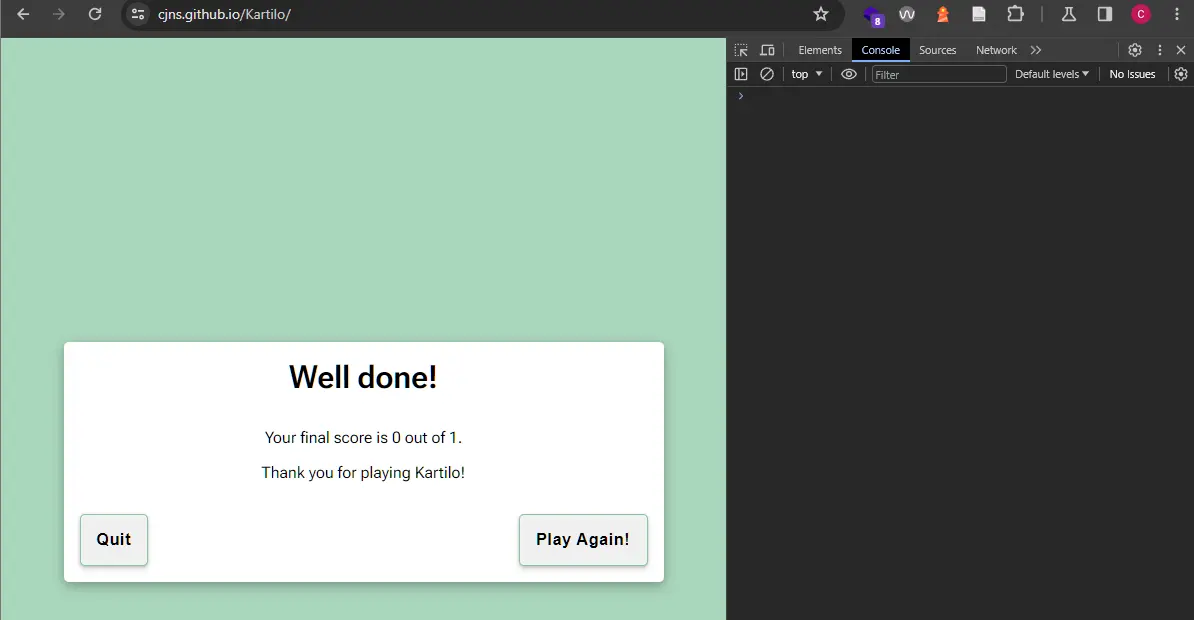 cjns.github.io/Kartilo/
8
C
Elements Console Sources Network
top Filter Default levels No Issues
Well done!
Your final score is 0 out of 1.
Thank you for playing Kartilo!
Quit Play Again!